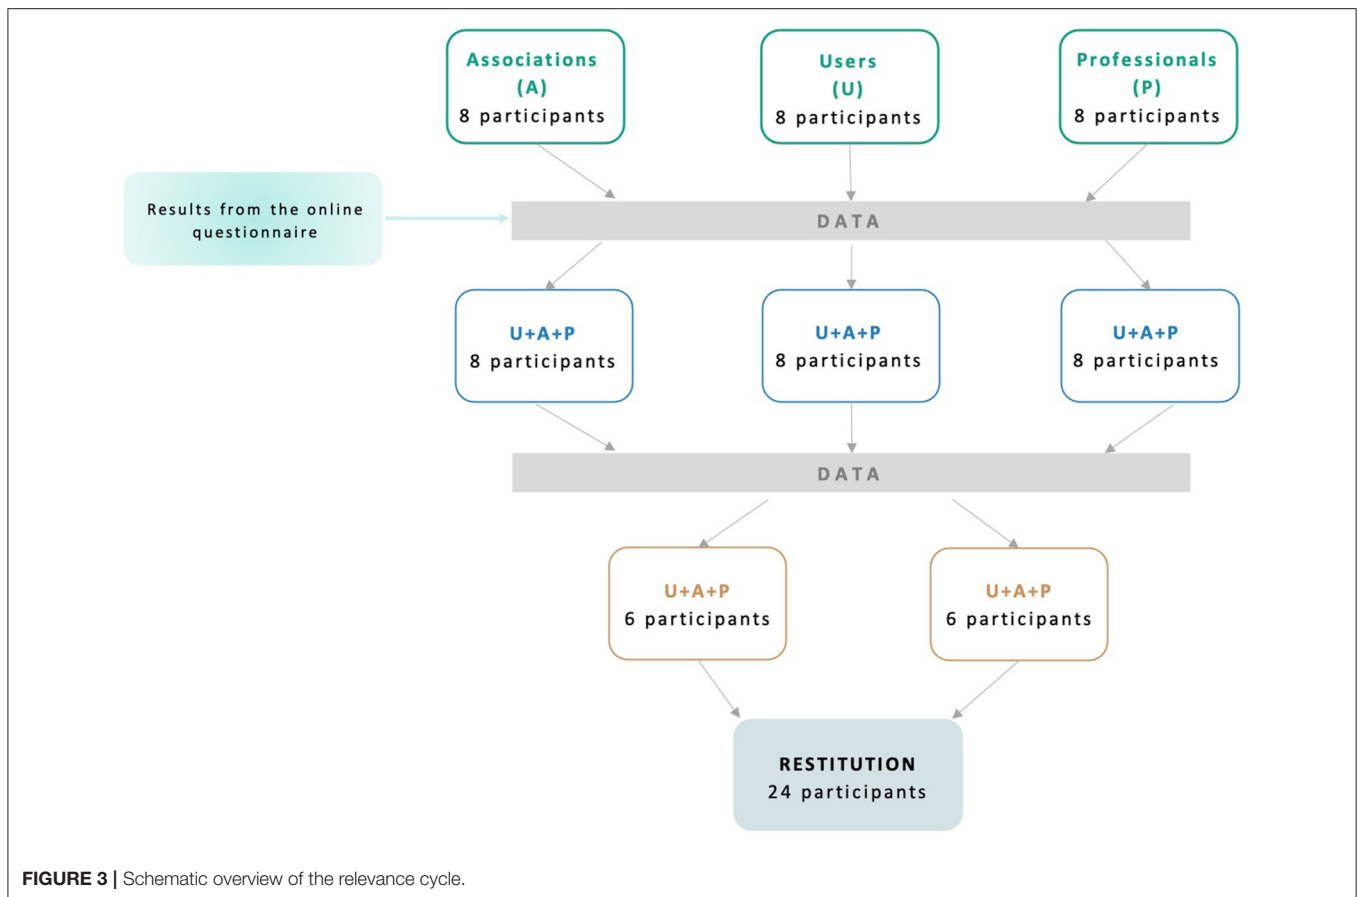 Associations
(A)
8 participants
Users
(U)
8 participants
Professionals
(P)
8 participants
Results from the online
questionnaire
DATA
U+A+P
8 participants
U+A+P
8 participants
U+A+P
8 participants
DATA
U+A+P
6 participants
U+A+P
6 participants
RESTITUTION
24 participants
FIGURE 3 | Schematic overview of the relevance cycle.